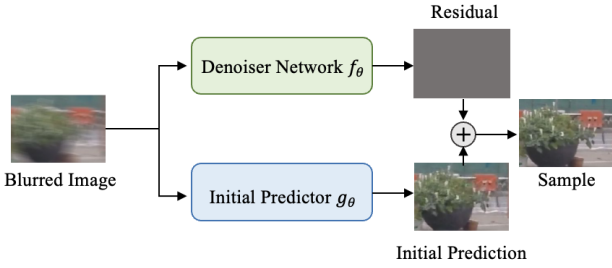 Residual
Denoiser Network fθ
Blurred Image
Initial Predictor gθ
Sample
Initial Prediction